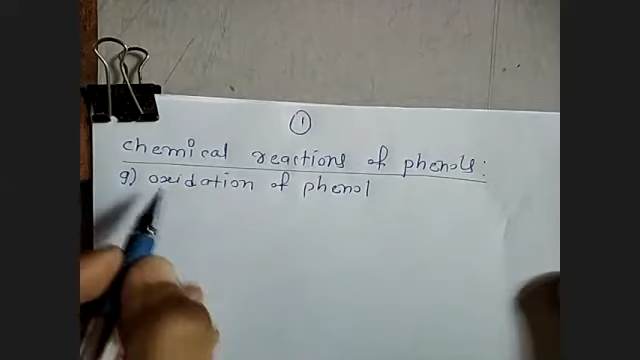 1
chemical reactions of phenols:
9) oxidation of phenol